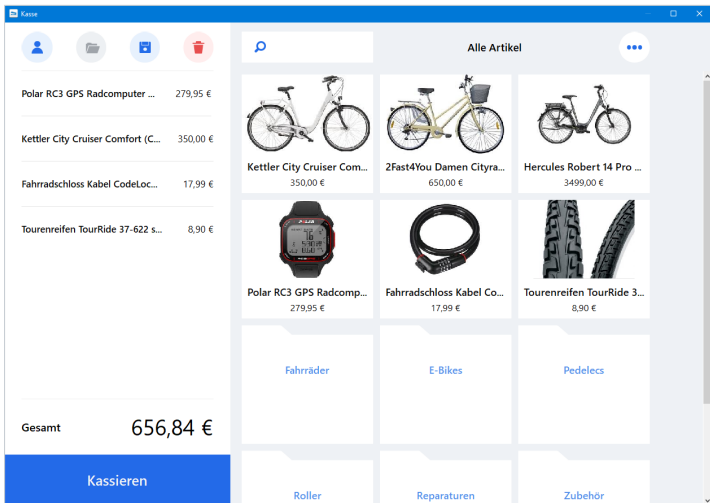 Kasse
Alle Artikel
Polar RC3 GPS Radcomputer ... 279,95 €
Kettler City Cruiser Comfort (C... 350,00 €
Fahrradschloss Kabel CodeLoc... 17,99 €
Tourenreifen TourRide 37-622 s... 8,90 €
Gesamt 656,84 €
Kassieren
Kettler City Cruiser Com...
350,00 €
2Fast4You Damen Cityra...
650,00 €
Hercules Robert 14 Pro ...
3499,00 €
Polar RC3 GPS Radcomp...
279,95 €
Fahrradschloss Kabel Co...
17,99 €
Tourenreifen TourRide 3...
8,90 €
Fahrräder
E-Bikes
Pedelecs
Roller
Reparaturen
Zubehör